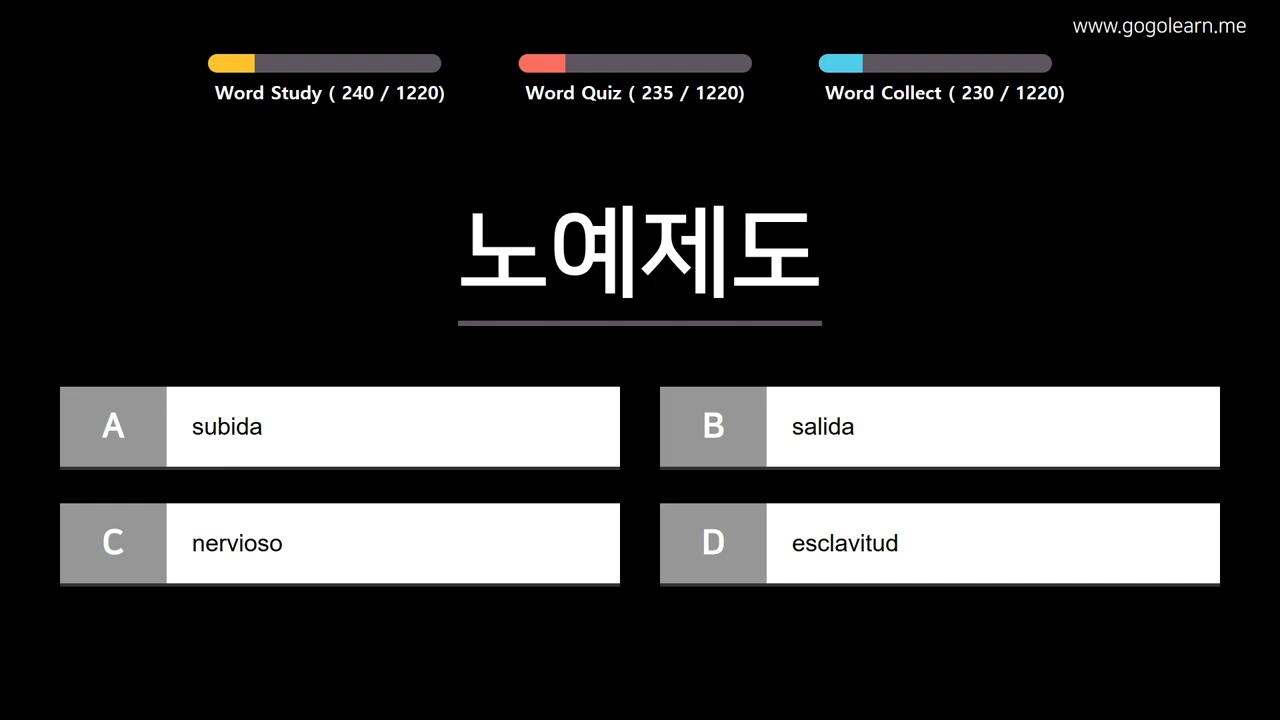 www.gogolearn.me
Word Study ( 240 / 1220)
Word Quiz ( 235 / 1220)
Word Collect ( 230 / 1220)
노예제도
A subida
B salida
C nervioso
D esclavitud